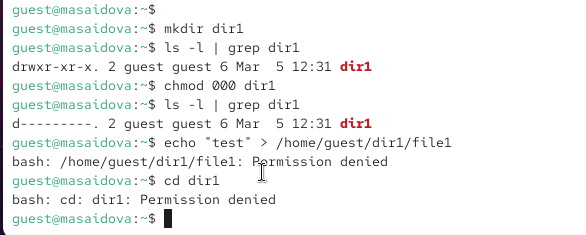 guest@masaidova:~$
guest@masaidova:~$ mkdir dir1
guest@masaidova:~$ ls -l | grep dir1
drwxr-xr-x. 2 guest guest 6 Mar  5 12:31 dir1
guest@masaidova:~$ chmod 000 dir1
guest@masaidova:~$ ls -l | grep dir1
d---------. 2 guest guest 6 Mar  5 12:31 dir1
guest@masaidova:~$ echo "test" > /home/guest/dir1/file1
bash: /home/guest/dir1/file1: Permission denied
guest@masaidova:~$ cd dir1
bash: cd: dir1: Permission denied
guest@masaidova:~$